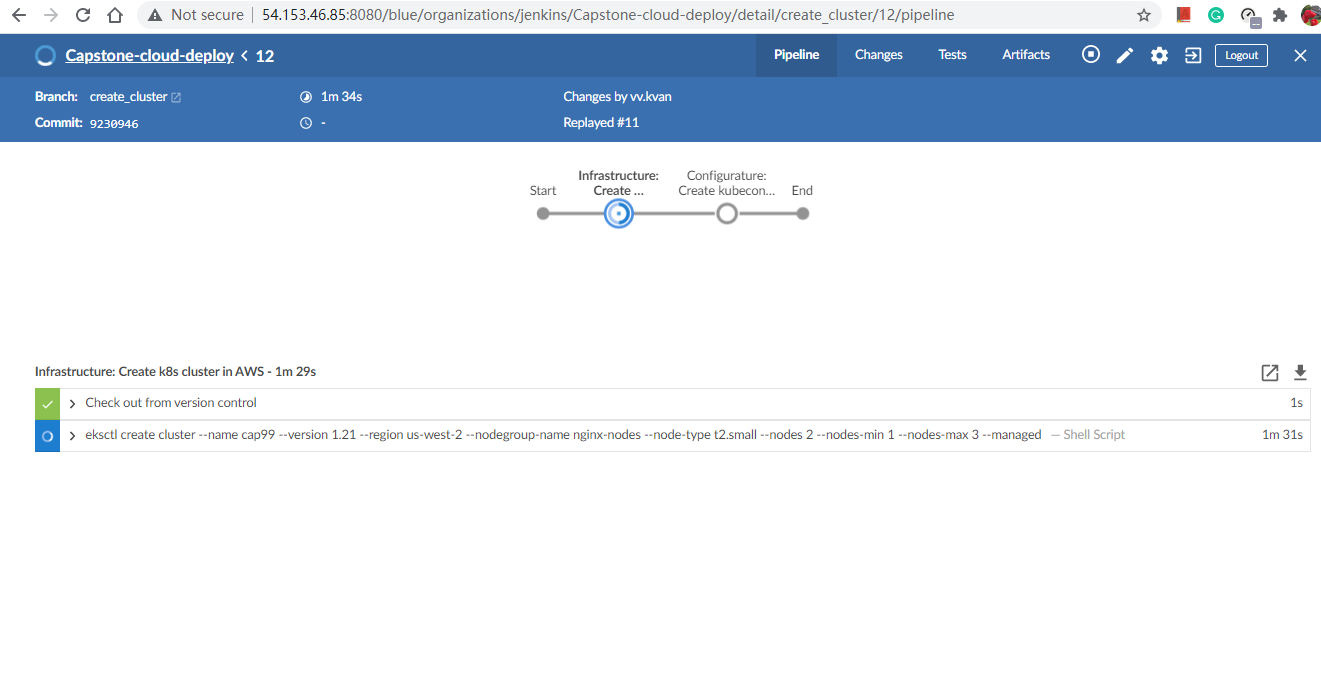 Not secure | 54.153.46.85:8080/blue/organizations/jenkins/Capstone-cloud-deploy/detail/create_cluster/12/pipeline
Capstone-cloud-deploy < 12 Pipeline Changes Tests Artifacts Logout
Branch: create_cluster 1m 34s Changes by vv.kvan
Commit: 9230946 - Replayed #11
Infrastructure: Configurature:
Start Create ... Create kubecon... End
Infrastructure: Create k8s cluster in AWS - 1m 29s
Check out from version control 1s
eksctl create cluster --name cap99 --version 1.21 --region us-west-2 --nodegroup-name nginx-nodes --node-type t2.small --nodes 2 --nodes-min 1 --nodes-max 3 --managed — Shell Script 1m 31s